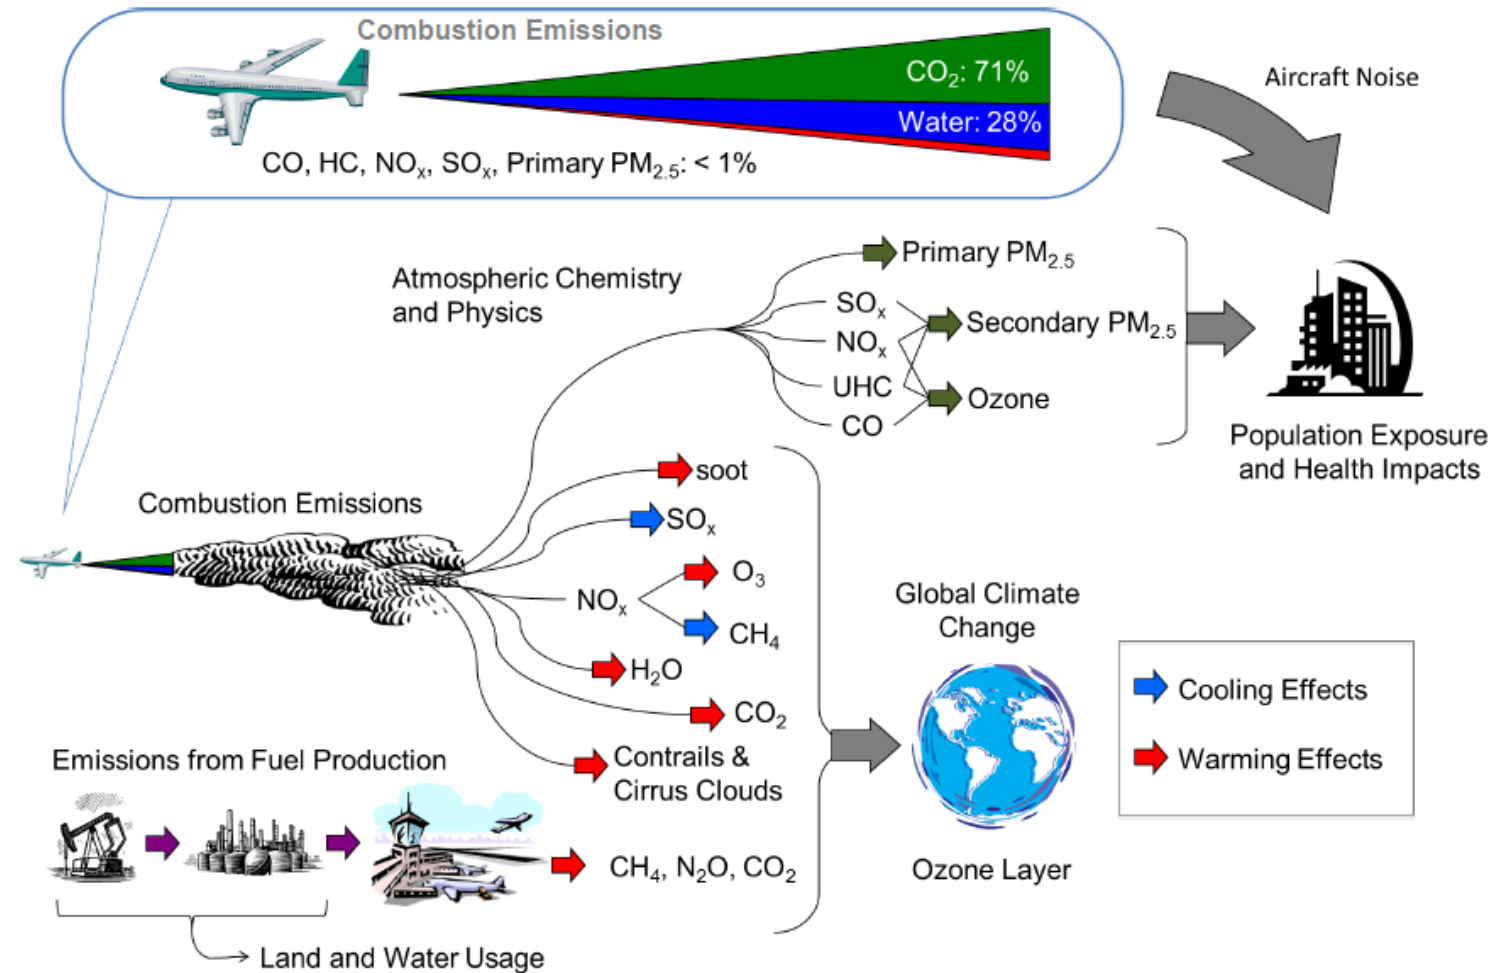 Combustion Emissions
CO₂: 71%
Water: 28%
CO, HC, NOₓ, SOₓ, Primary PM₂.₅: < 1%
Aircraft Noise
Atmospheric Chemistry
and Physics
Primary PM₂.₅
SOₓ
NOₓ
UHC
CO
Secondary PM₂.₅
Ozone
Population Exposure
and Health Impacts
Combustion Emissions
soot
SOₓ
NOₓ
O₃
CH₄
H₂O
CO₂
Contrails &
Cirrus Clouds
Global Climate
Change
Ozone Layer
Cooling Effects
Warming Effects
Emissions from Fuel Production
CH₄, N₂O, CO₂
Land and Water Usage